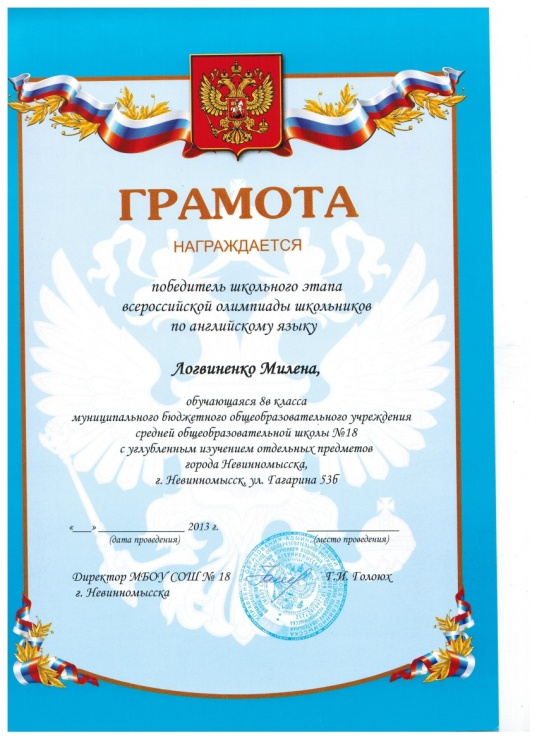 ГРАМОТА
НАГРАЖДАЕТСЯ
победитель школьного этапа
всероссийской олимпиады школьников
по английскому языку
Логвиненко Милена,
обучающаяся 8в класса
муниципального бюджетного общеобразовательного учреждения
средней общеобразовательной школы №18
с углубленным изучением отдельных предметов
города Невинномысска,
г. Невинномысск, ул. Гагарина 53б
«___» ________________ 2013 г. _________________
(дата проведения) (место проведения)
Директор МБОУ СОШ № 18 Г.И. Голоюх
г. Невинномысска